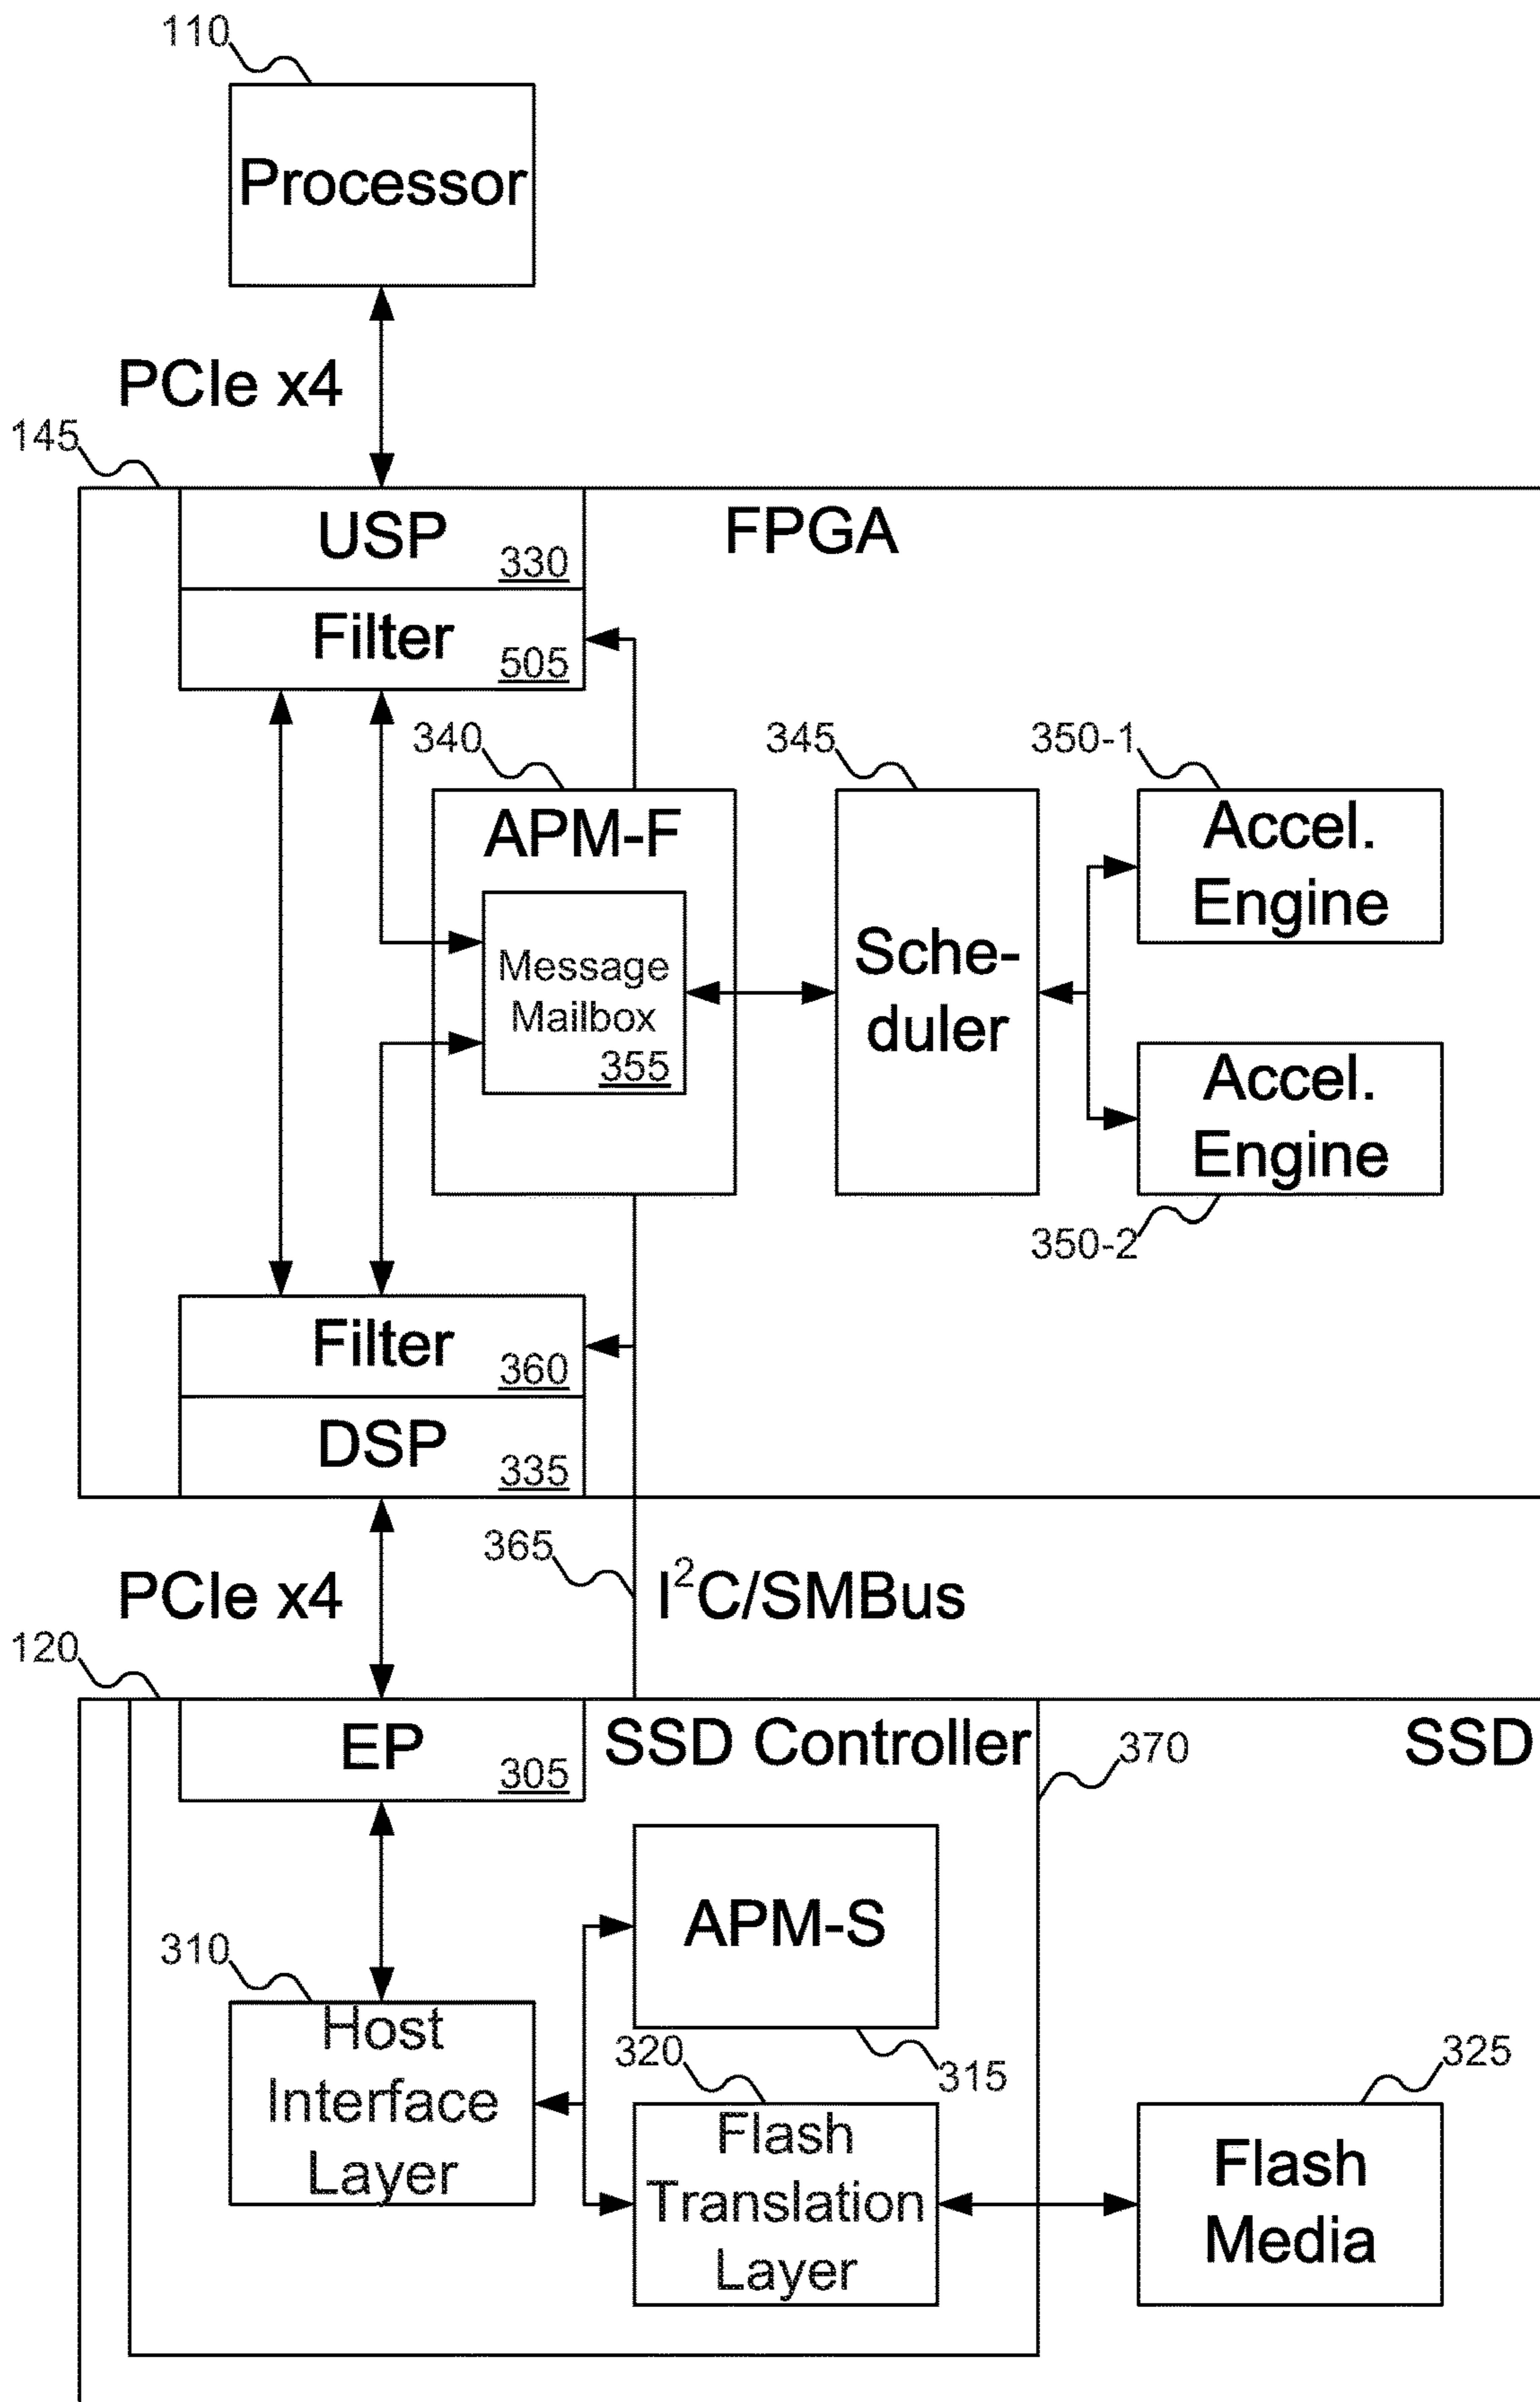 110
Processor
PCIe x4
145
USP
330
FPGA
Filter
505
340
345
350-1
APM-F
Message
Mailbox
355
Sche-
duler
Accel.
Engine
Accel.
Engine
350-2
Filter
360
DSP
335
PCIe x4
365
I²C/SMBus
120
EP
305
SSD Controller
370
SSD
APM-S
315
310
Host
Interface
Layer
320
Flash
Translation
Layer
325
Flash
Media